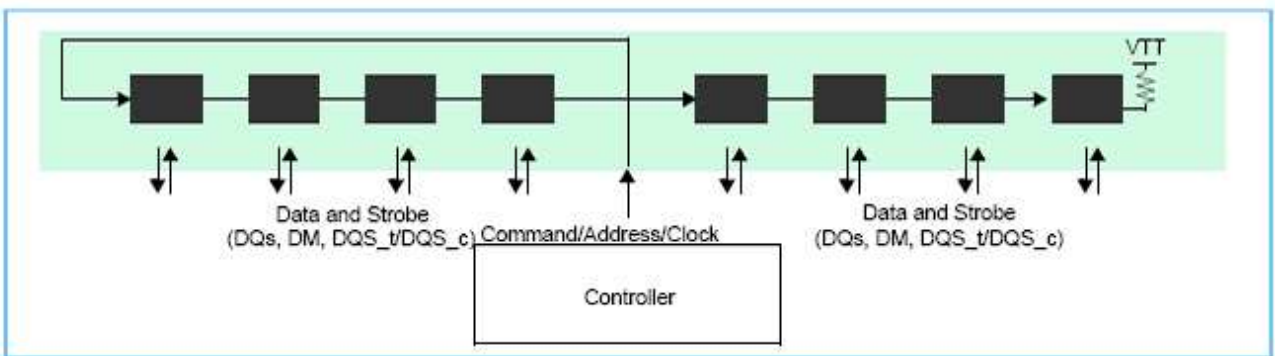 VTT
Data and Strobe
(DQs, DM, DQS_t/DQS_c)
Command/Address/Clock
Data and Strobe
(DQs, DM, DQS_t/DQS_c)
Controller